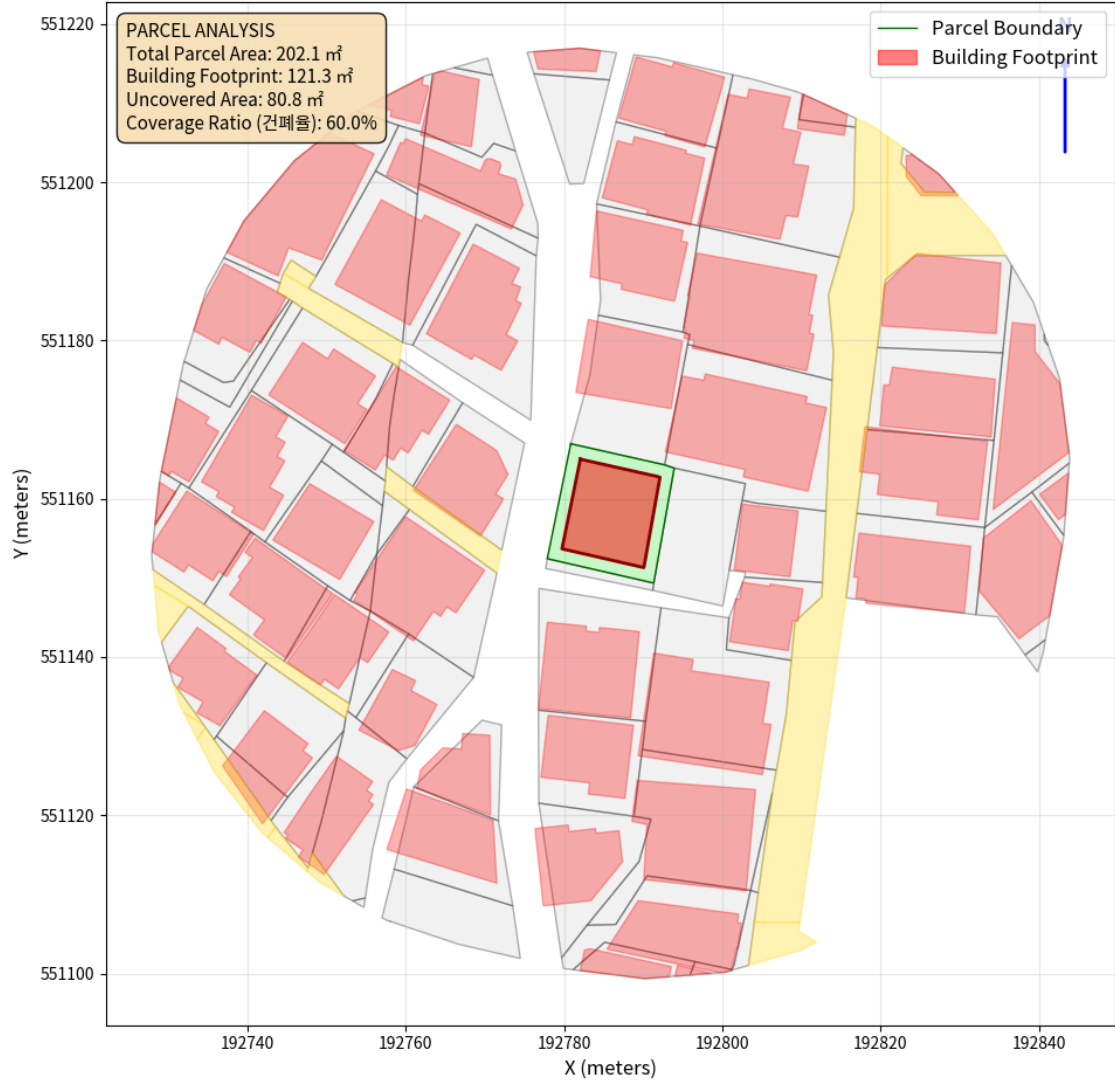 PARCEL ANALYSIS
Total Parcel Area: 202.1 ㎡
Building Footprint: 121.3 ㎡
Uncovered Area: 80.8 ㎡
Coverage Ratio (건폐율): 60.0%
Parcel Boundary
Building Footprint
N
551220
551200
551180
551160
551140
551120
551100
Y (meters)
192740
192760
192780
192800
192820
192840
X (meters)